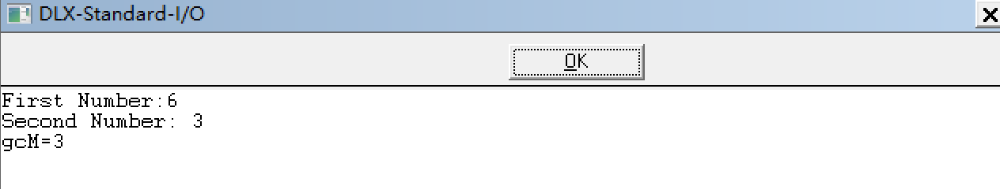 DLX-Standard-I/O
OK
First Number:6
Second Number: 3
gcM=3